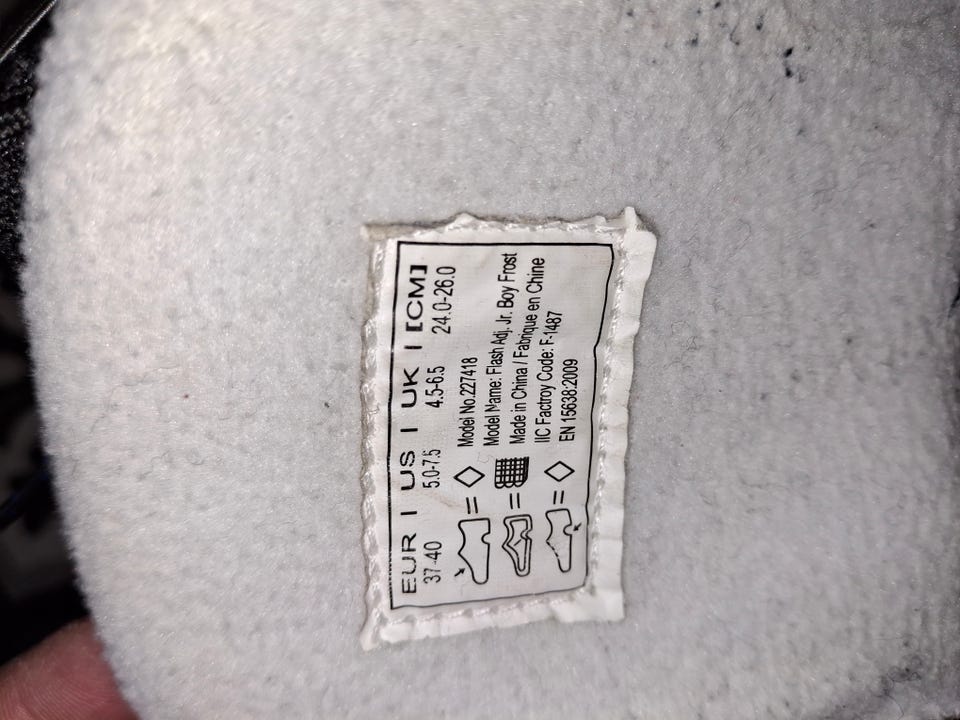 EUR | US | UK | [CM]
37-40 5.0-7.5 4.5-6.5 24.0-26.0
Model No.227418
Model Name: Flash Adj. Jr. Boy Frost
Made in China / Fabrique en Chine
IIC Factroy Code: F-1487
EN 15638:2009